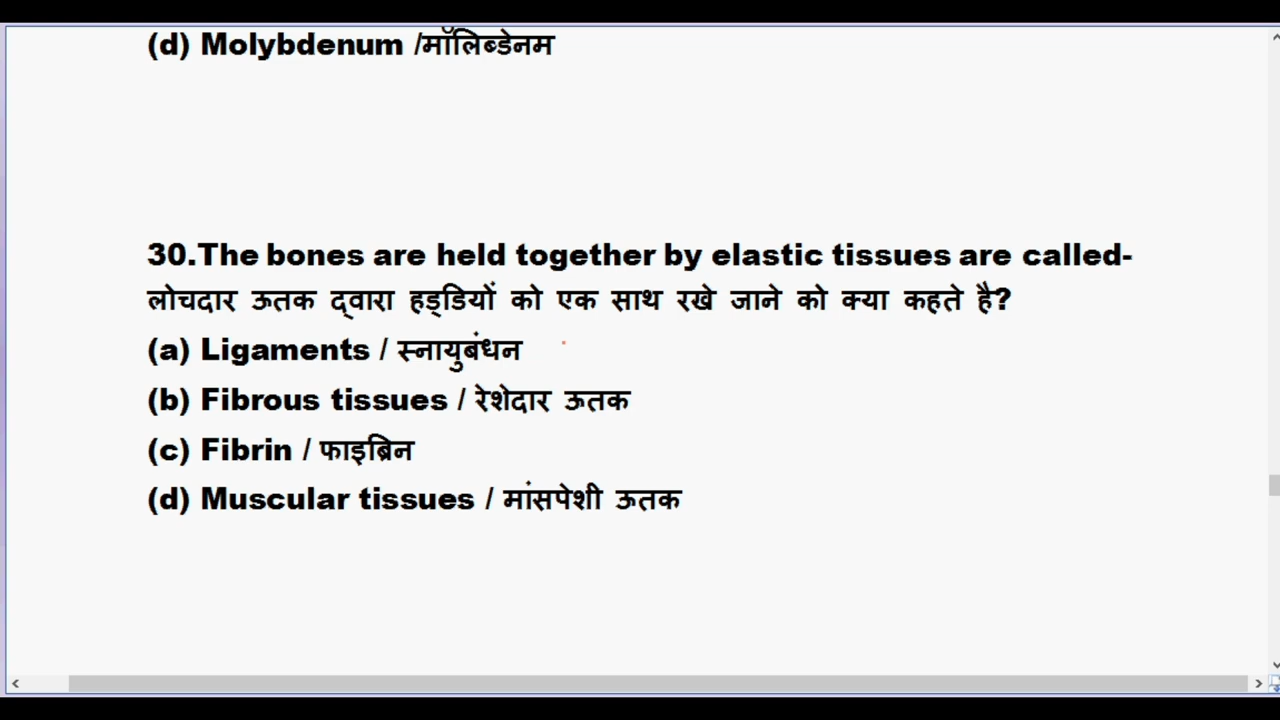 (d) Molybdenum /मॉलिब्डेनम
30.The bones are held together by elastic tissues are called-
लोचदार ऊतक द्वारा हड्डियों को एक साथ रखे जाने को क्या कहते है?
(a) Ligaments / स्नायुबंधन
(b) Fibrous tissues / रेशेदार ऊतक
(c) Fibrin / फाइब्रिन
(d) Muscular tissues / मांसपेशी ऊतक